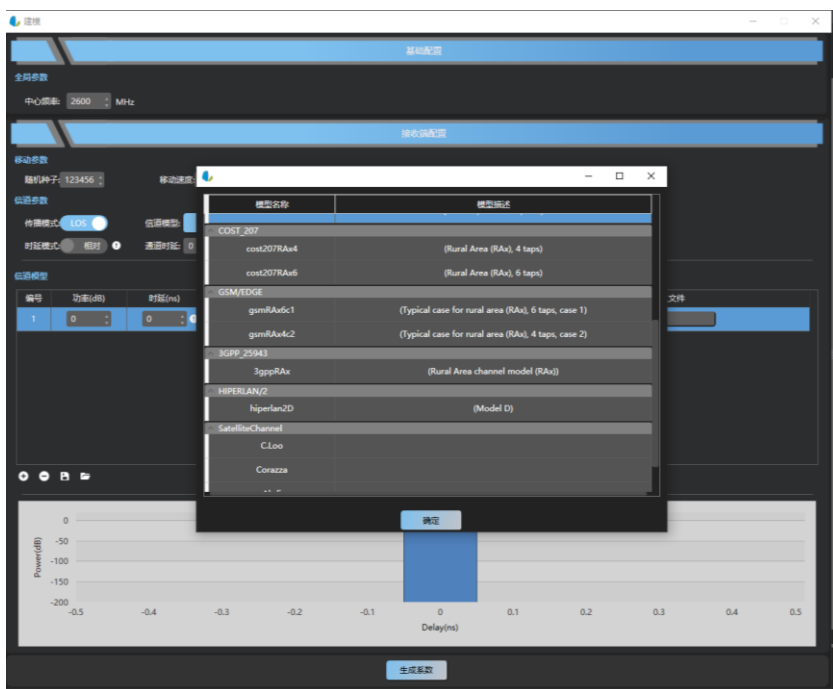 建模
基础配置
全局参数
中心频率: 2600 MHz
接收端配置
移动参数
随机种子: 123456 移动速度:
信道参数
传播模式: LOS 信道模型:
时延模式: 相对 通道时延: 0
信道模型
编号 功率(dB) 时延(ns) 文件
1 0 0
模型名称 模型描述
COST_207
cost207RAx4 (Rural Area (RAx), 4 taps)
cost207RAx6 (Rural Area (RAx), 6 taps)
GSM/EDGE
gsmRAx6c1 (Typical case for rural area (RAx), 6 taps, case 1)
gsmRAx4c2 (Typical case for rural area (RAx), 4 taps, case 2)
3GPP_25943
3gppRAx (Rural Area channel model (RAx))
HIPERLAN/2
hiperlan2D (Model D)
SatelliteChannel
C.Loo
Corazza
确定
Power(dB)
0
-50
-100
-150
-200
-0.5 -0.4 -0.3 -0.2 -0.1 0 0.1 0.2 0.3 0.4 0.5
Delay(ns)
生成系数